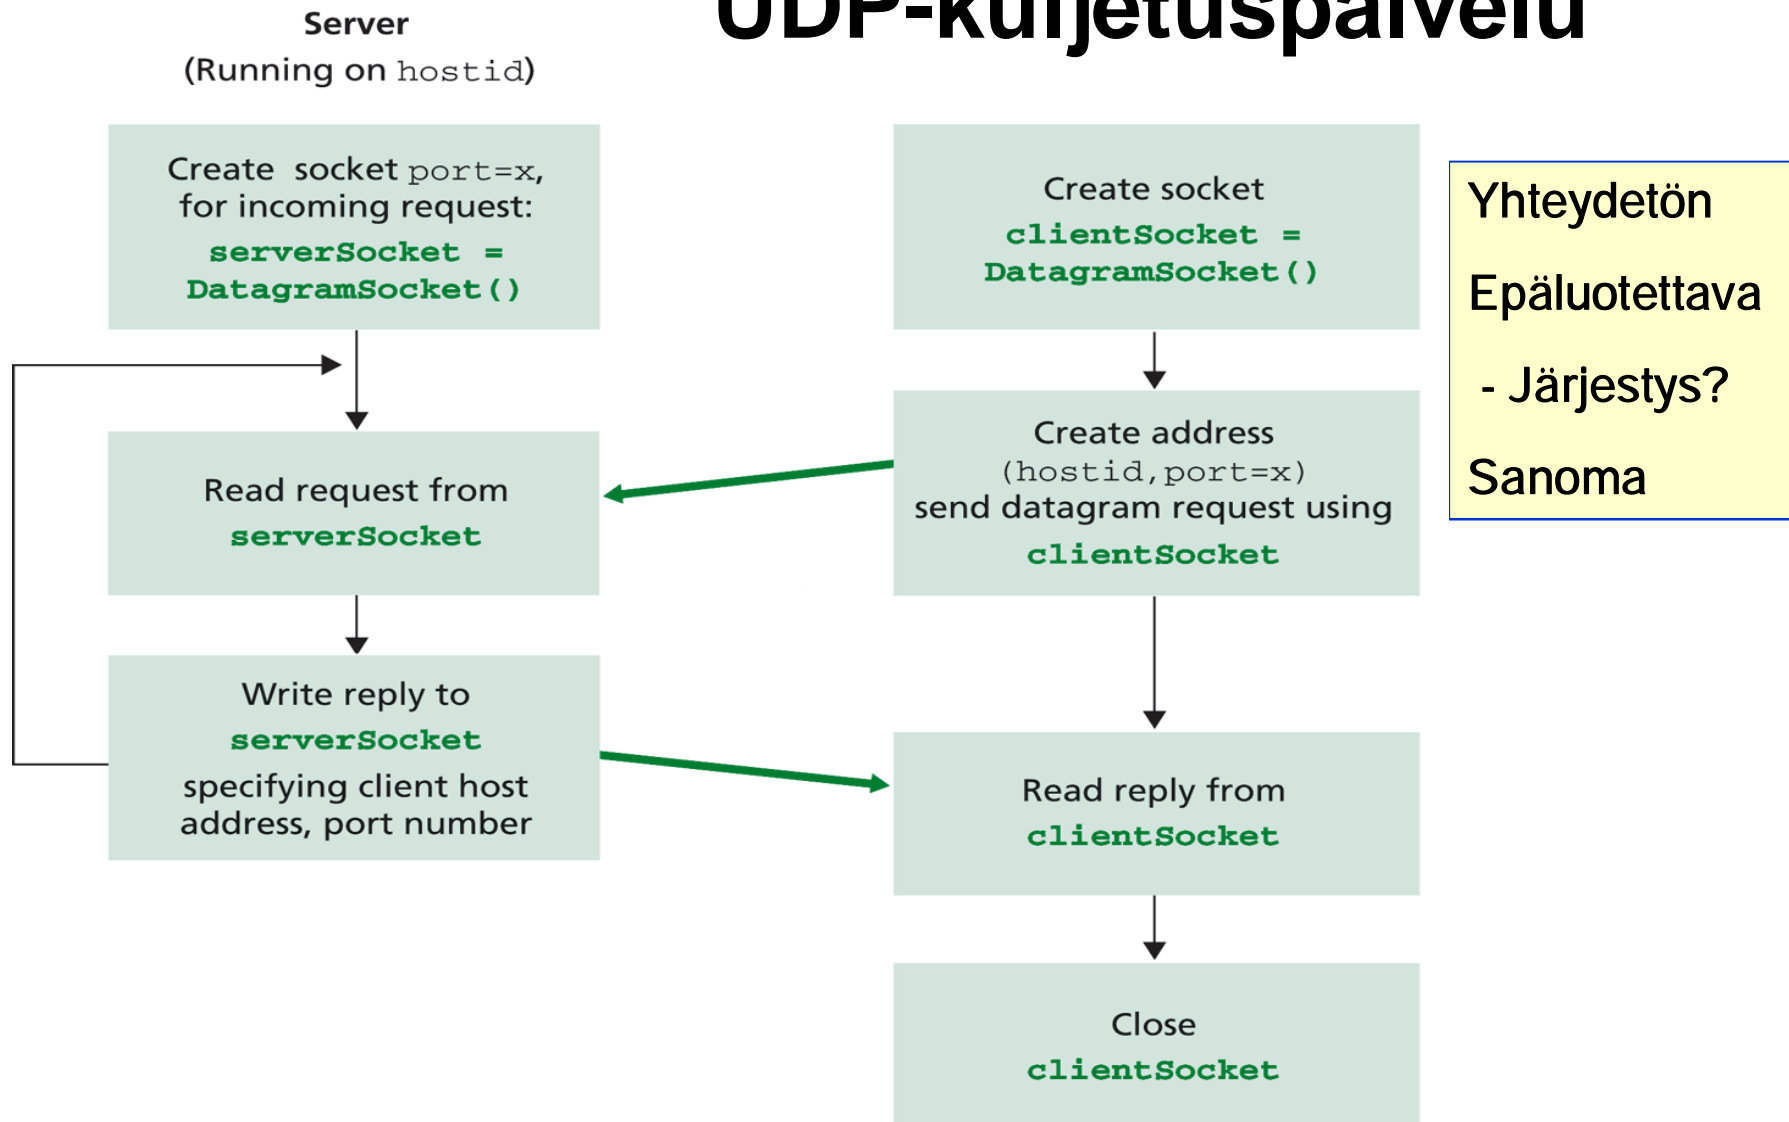 UDP-kuljetuspalvelu
Server
(Running on hostid)
Create socket port=x,
for incoming request:
serverSocket =
DatagramSocket()
Read request from
serverSocket
Write reply to
serverSocket
specifying client host
address, port number
Create socket
clientSocket =
DatagramSocket()
Create address
(hostid,port=x)
send datagram request using
clientSocket
Read reply from
clientSocket
Close
clientSocket
Yhteydetön
Epäluotettava
- Järjestys?
Sanoma